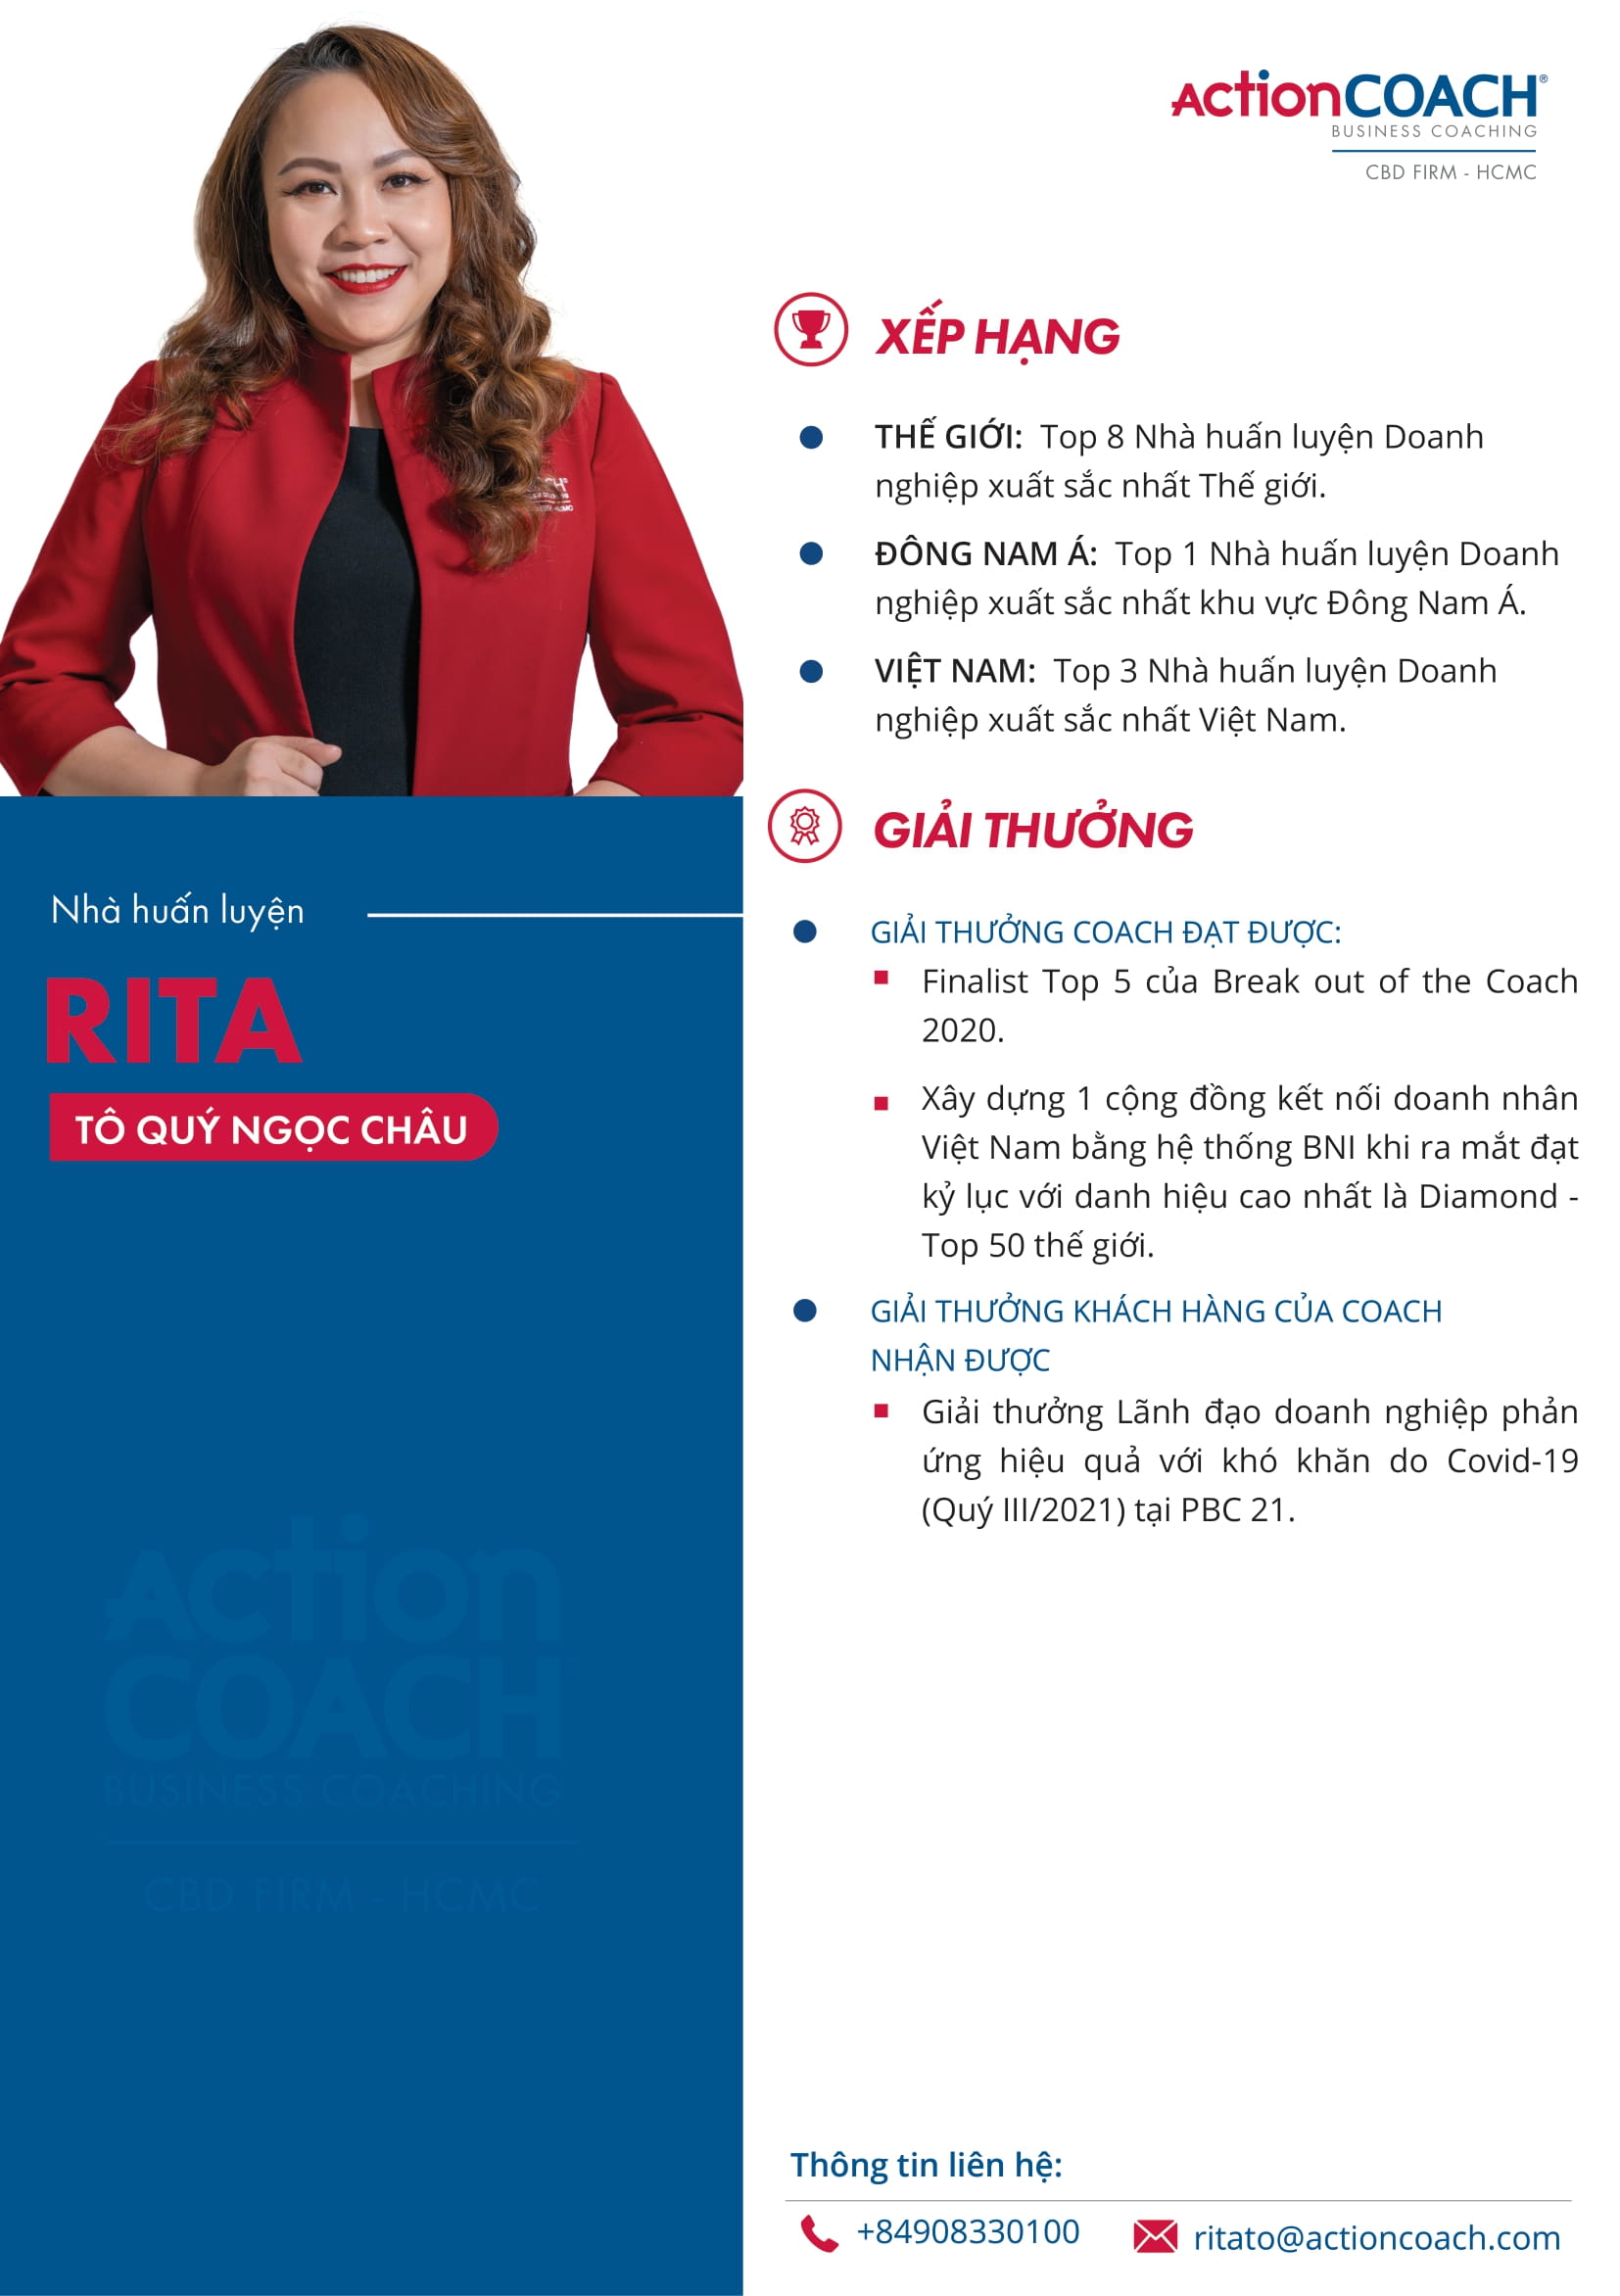 ActionCOACH®
BUSINESS COACHING
CBD FIRM - HCMC
XẾP HẠNG
THẾ GIỚI: Top 8 Nhà huấn luyện Doanh
nghiệp xuất sắc nhất Thế giới.
ĐÔNG NAM Á: Top 1 Nhà huấn luyện Doanh
nghiệp xuất sắc nhất khu vực Đông Nam Á.
VIỆT NAM: Top 3 Nhà huấn luyện Doanh
nghiệp xuất sắc nhất Việt Nam.
Nhà huấn luyện
RITA
TÔ QUÝ NGỌC CHÂU
GIẢI THƯỞNG
GIẢI THƯỞNG COACH ĐẠT ĐƯỢC:
Finalist Top 5 của Break out of the Coach
2020.
Xây dựng 1 cộng đồng kết nối doanh nhân
Việt Nam bằng hệ thống BNI khi ra mắt đạt
kỷ lục với danh hiệu cao nhất là Diamond -
Top 50 thế giới.
GIẢI THƯỞNG KHÁCH HÀNG CỦA COACH
NHẬN ĐƯỢC
Giải thưởng Lãnh đạo doanh nghiệp phản
ứng hiệu quả với khó khăn do Covid-19
(Quý III/2021) tại PBC 21.
Action
COACH
BUSINESS COACHING
CBD FIRM - HCMC
Thông tin liên hệ:
+84908330100
ritato@actioncoach.com